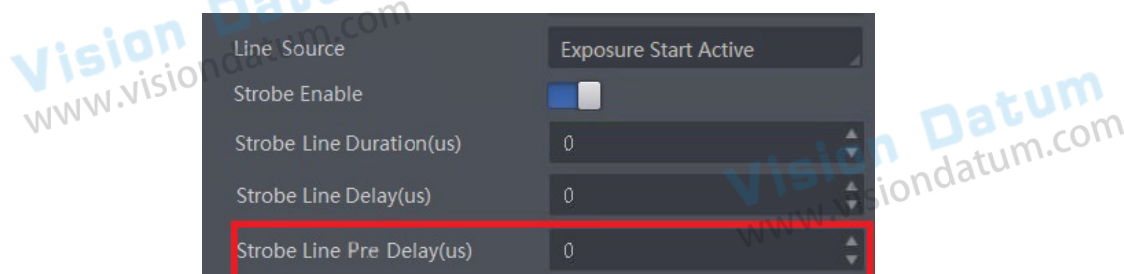 Vision Datum
www.visiondatum.com
Line Source
Exposure Start Active
Strobe Enable
Strobe Line Duration(us)
0
Strobe Line Delay(us)
0
Strobe Line Pre Delay(us)
0
Vision Datum
www.visiondatum.com